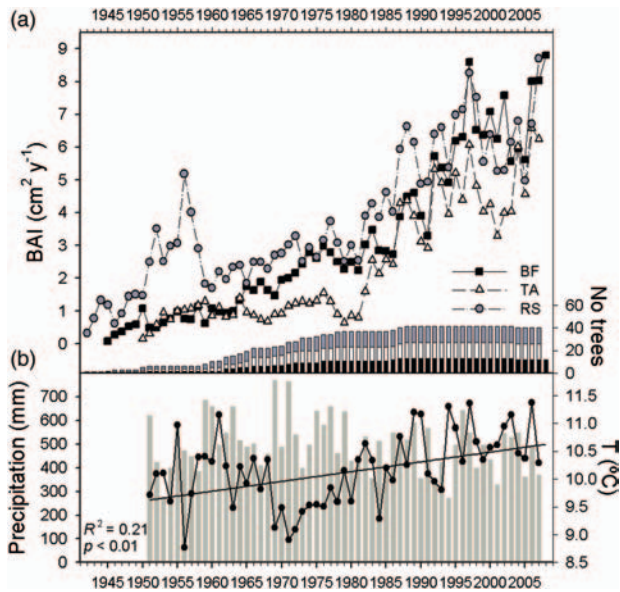 1945 1950 1955 1960 1965 1970 1975 1980 1985 1990 1995 2000 2005
(a)
9
8
7
6
5
4
3
2
1
0
BAI (cm² y⁻¹)
BF
TA
RS
60
40
20
0
No trees
(b)
700
600
500
400
300
200
100
0
Precipitation (mm)
R² = 0.21
p < 0.01
11.5
11.0
10.5
10.0
9.5
9.0
8.5
T (ºC)
1945 1950 1955 1960 1965 1970 1975 1980 1985 1990 1995 2000 2005